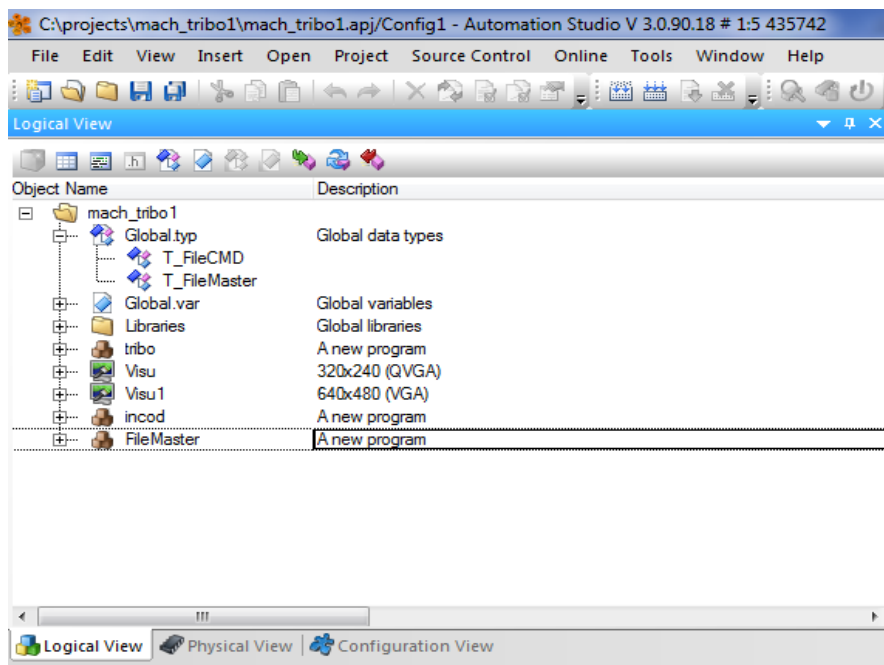 C:\projects\mach_tribo1\mach_tribo1.apj/Config1 - Automation Studio V 3.0.90.18 # 1:5 435742
File Edit View Insert Open Project Source Control Online Tools Window Help
Logical View
.h
Object Name Description
mach_tribo1
Global.typ Global data types
T_FileCMD
T_FileMaster
Global.var Global variables
Libraries Global libraries
tribo A new program
Visu 320x240 (QVGA)
Visu1 640x480 (VGA)
incod A new program
FileMaster A new program
Logical View Physical View Configuration View